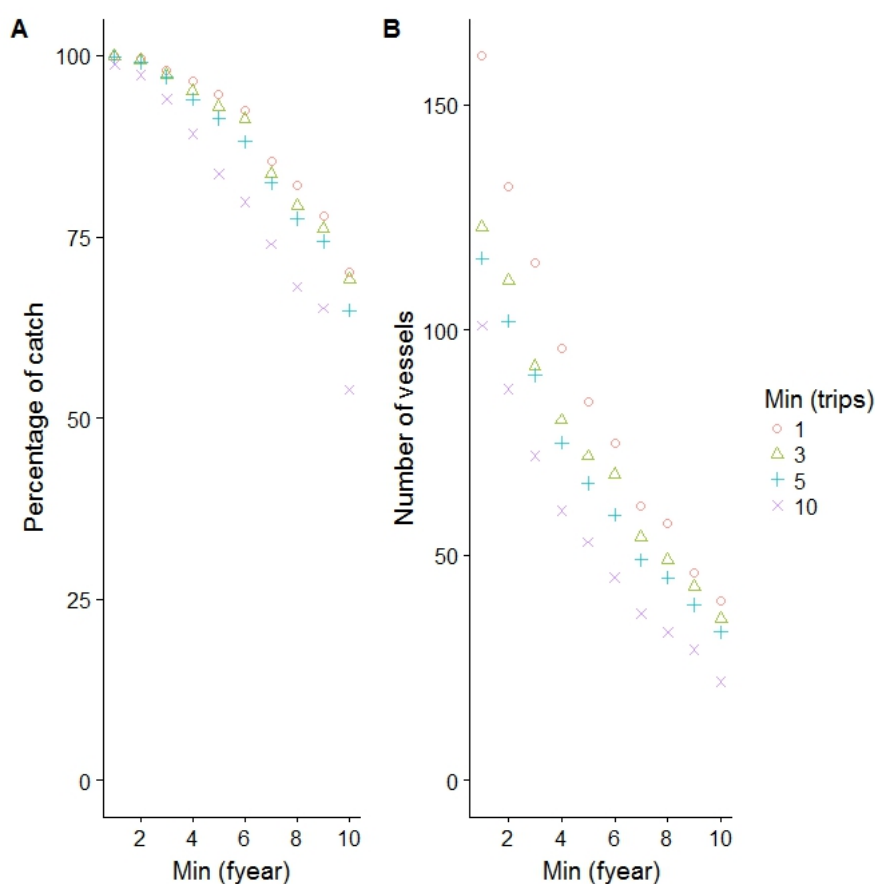 A
Percentage of catch
100
75
50
25
0
2 4 6 8 10
Min (fyear)
B
Number of vessels
150
100
50
0
2 4 6 8 10
Min (fyear)
Min (trips)
1
3
5
10